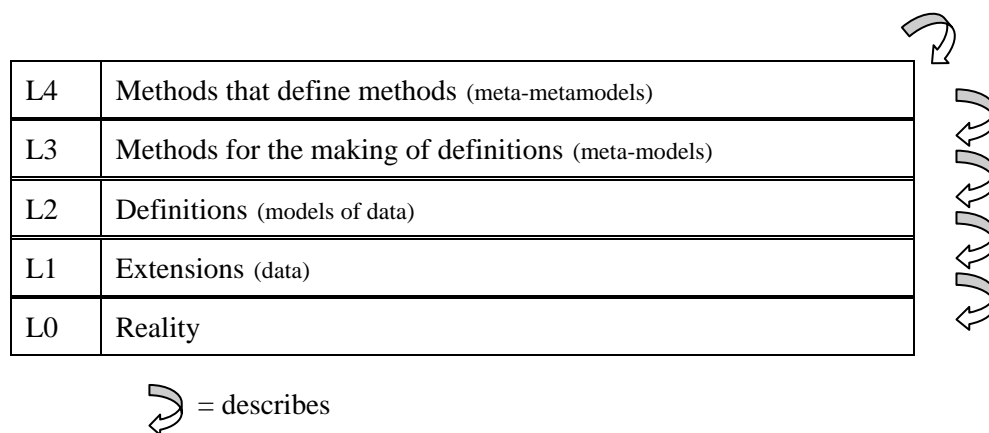 L4 Methods that define methods (meta-metamodels)
L3 Methods for the making of definitions (meta-models)
L2 Definitions (models of data)
L1 Extensions (data)
L0 Reality
= describes